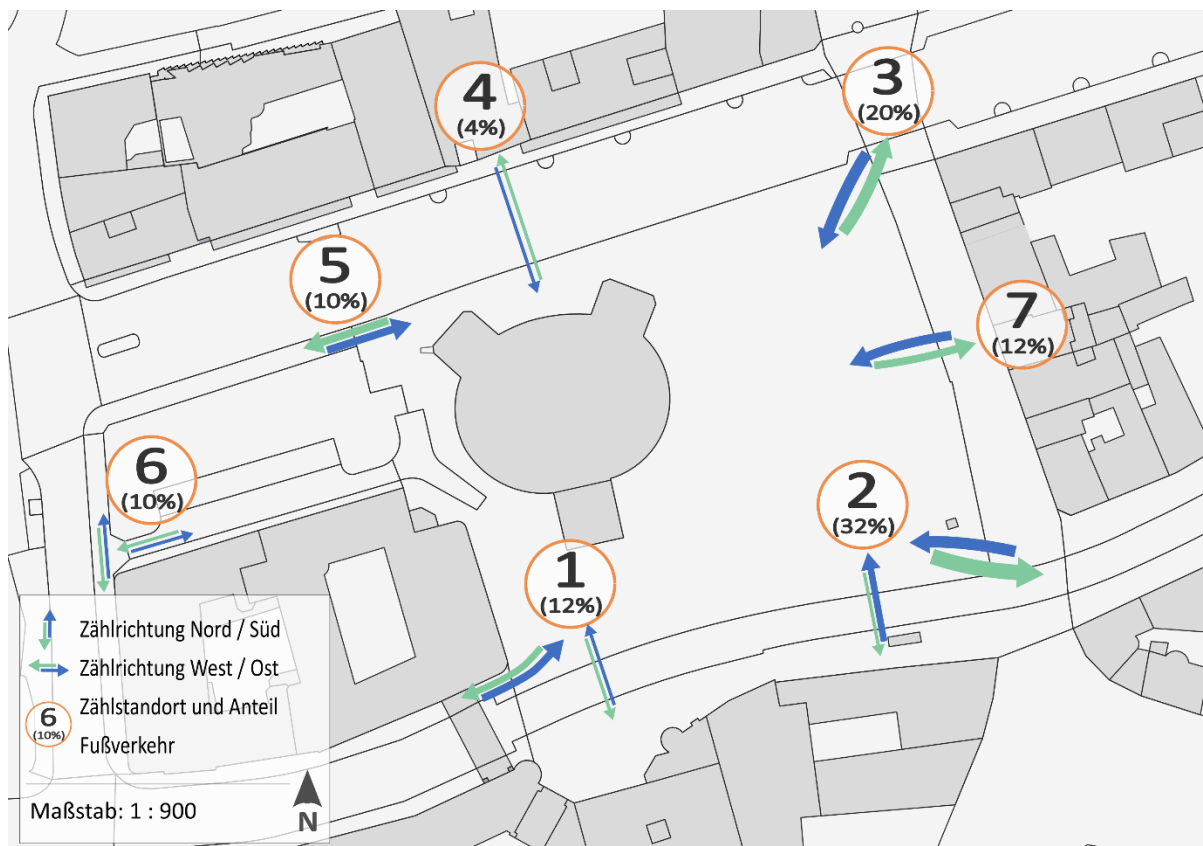 4
(4%)
3
(20%)
5
(10%)
7
(12%)
6
(10%)
2
(32%)
1
(12%)
Zählrichtung Nord / Süd
Zählrichtung West / Ost
6
(10%)
Zählstandort und Anteil
Fußverkehr
Maßstab: 1 : 900
N